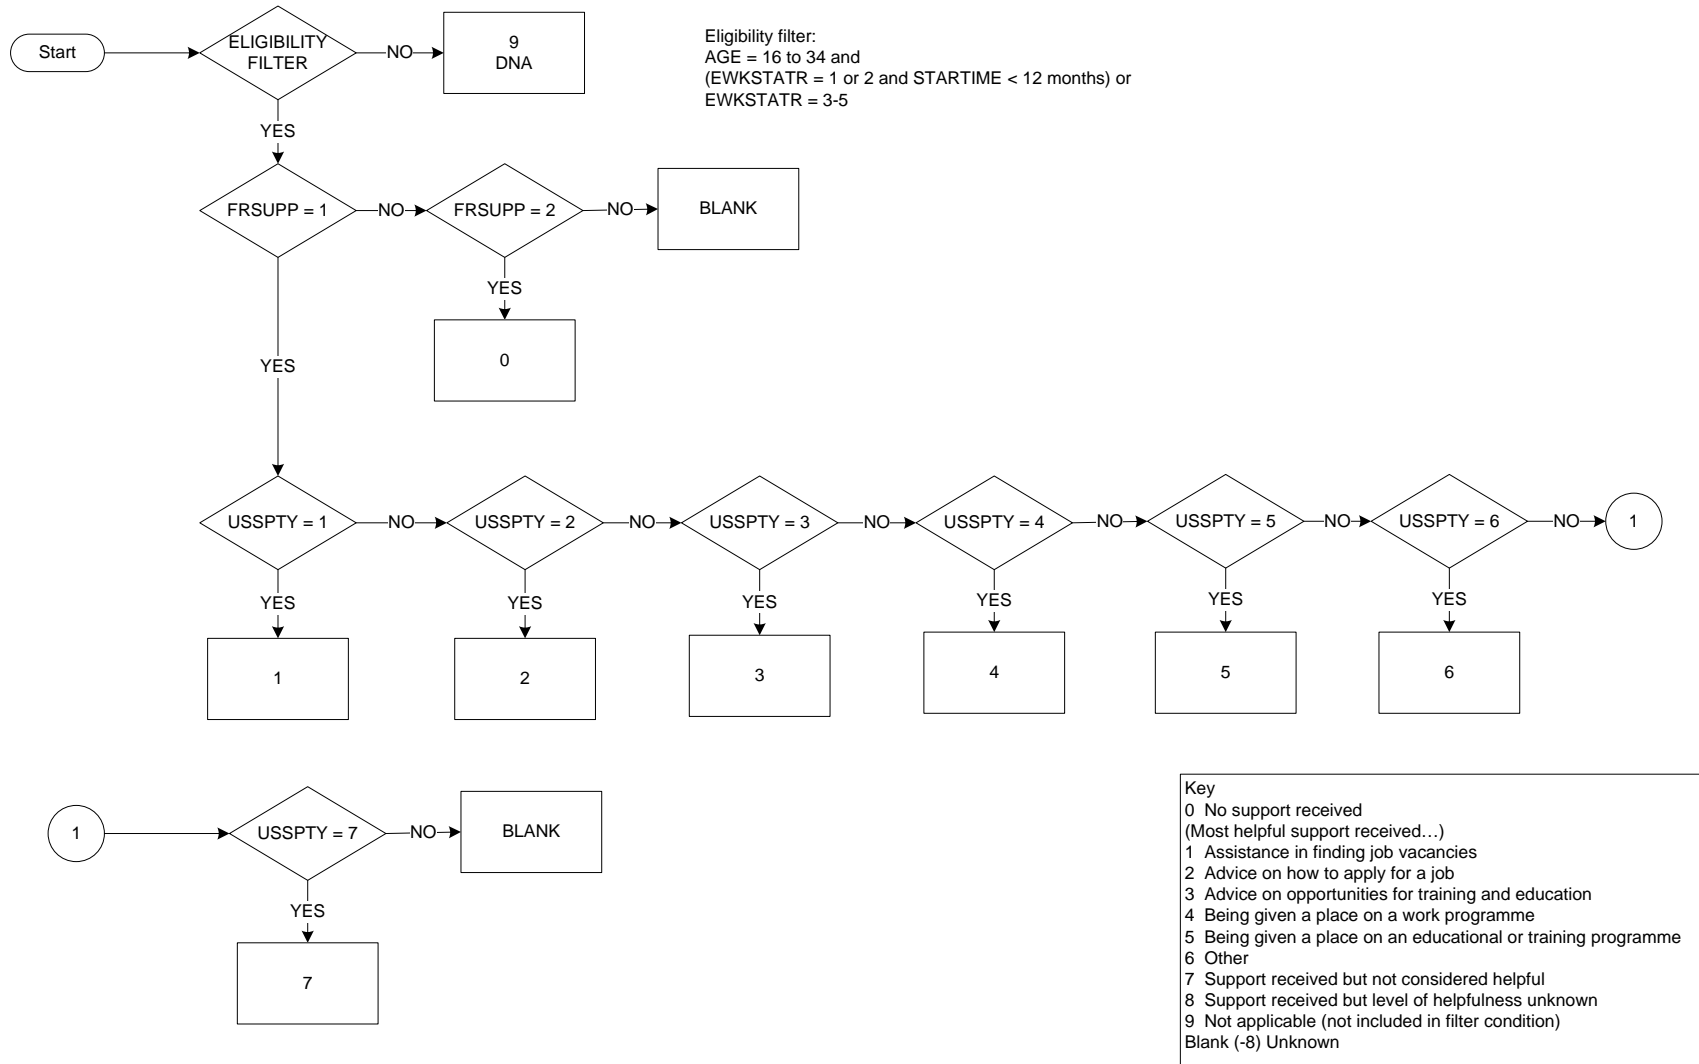 Start
ELIGIBILITY
FILTER
NO
9
DNA
Eligibility filter:
AGE = 16 to 34 and
(EWKSTATR = 1 or 2 and STARTIME < 12 months) or
EWKSTATR = 3-5
YES
FRSUPP = 1
NO
FRSUPP = 2
NO
BLANK
YES
0
YES
USSPTY = 1
NO
USSPTY = 2
NO
USSPTY = 3
NO
USSPTY = 4
NO
USSPTY = 5
NO
USSPTY = 6
NO
1
YES
YES
YES
YES
YES
YES
1
2
3
4
5
6
1
USSPTY = 7
NO
BLANK
YES
7
Key
0 No support received
(Most helpful support received…)
1 Assistance in finding job vacancies
2 Advice on how to apply for a job
3 Advice on opportunities for training and education
4 Being given a place on a work programme
5 Being given a place on an educational or training programme
6 Other
7 Support received but not considered helpful
8 Support received but level of helpfulness unknown
9 Not applicable (not included in filter condition)
Blank (-8) Unknown